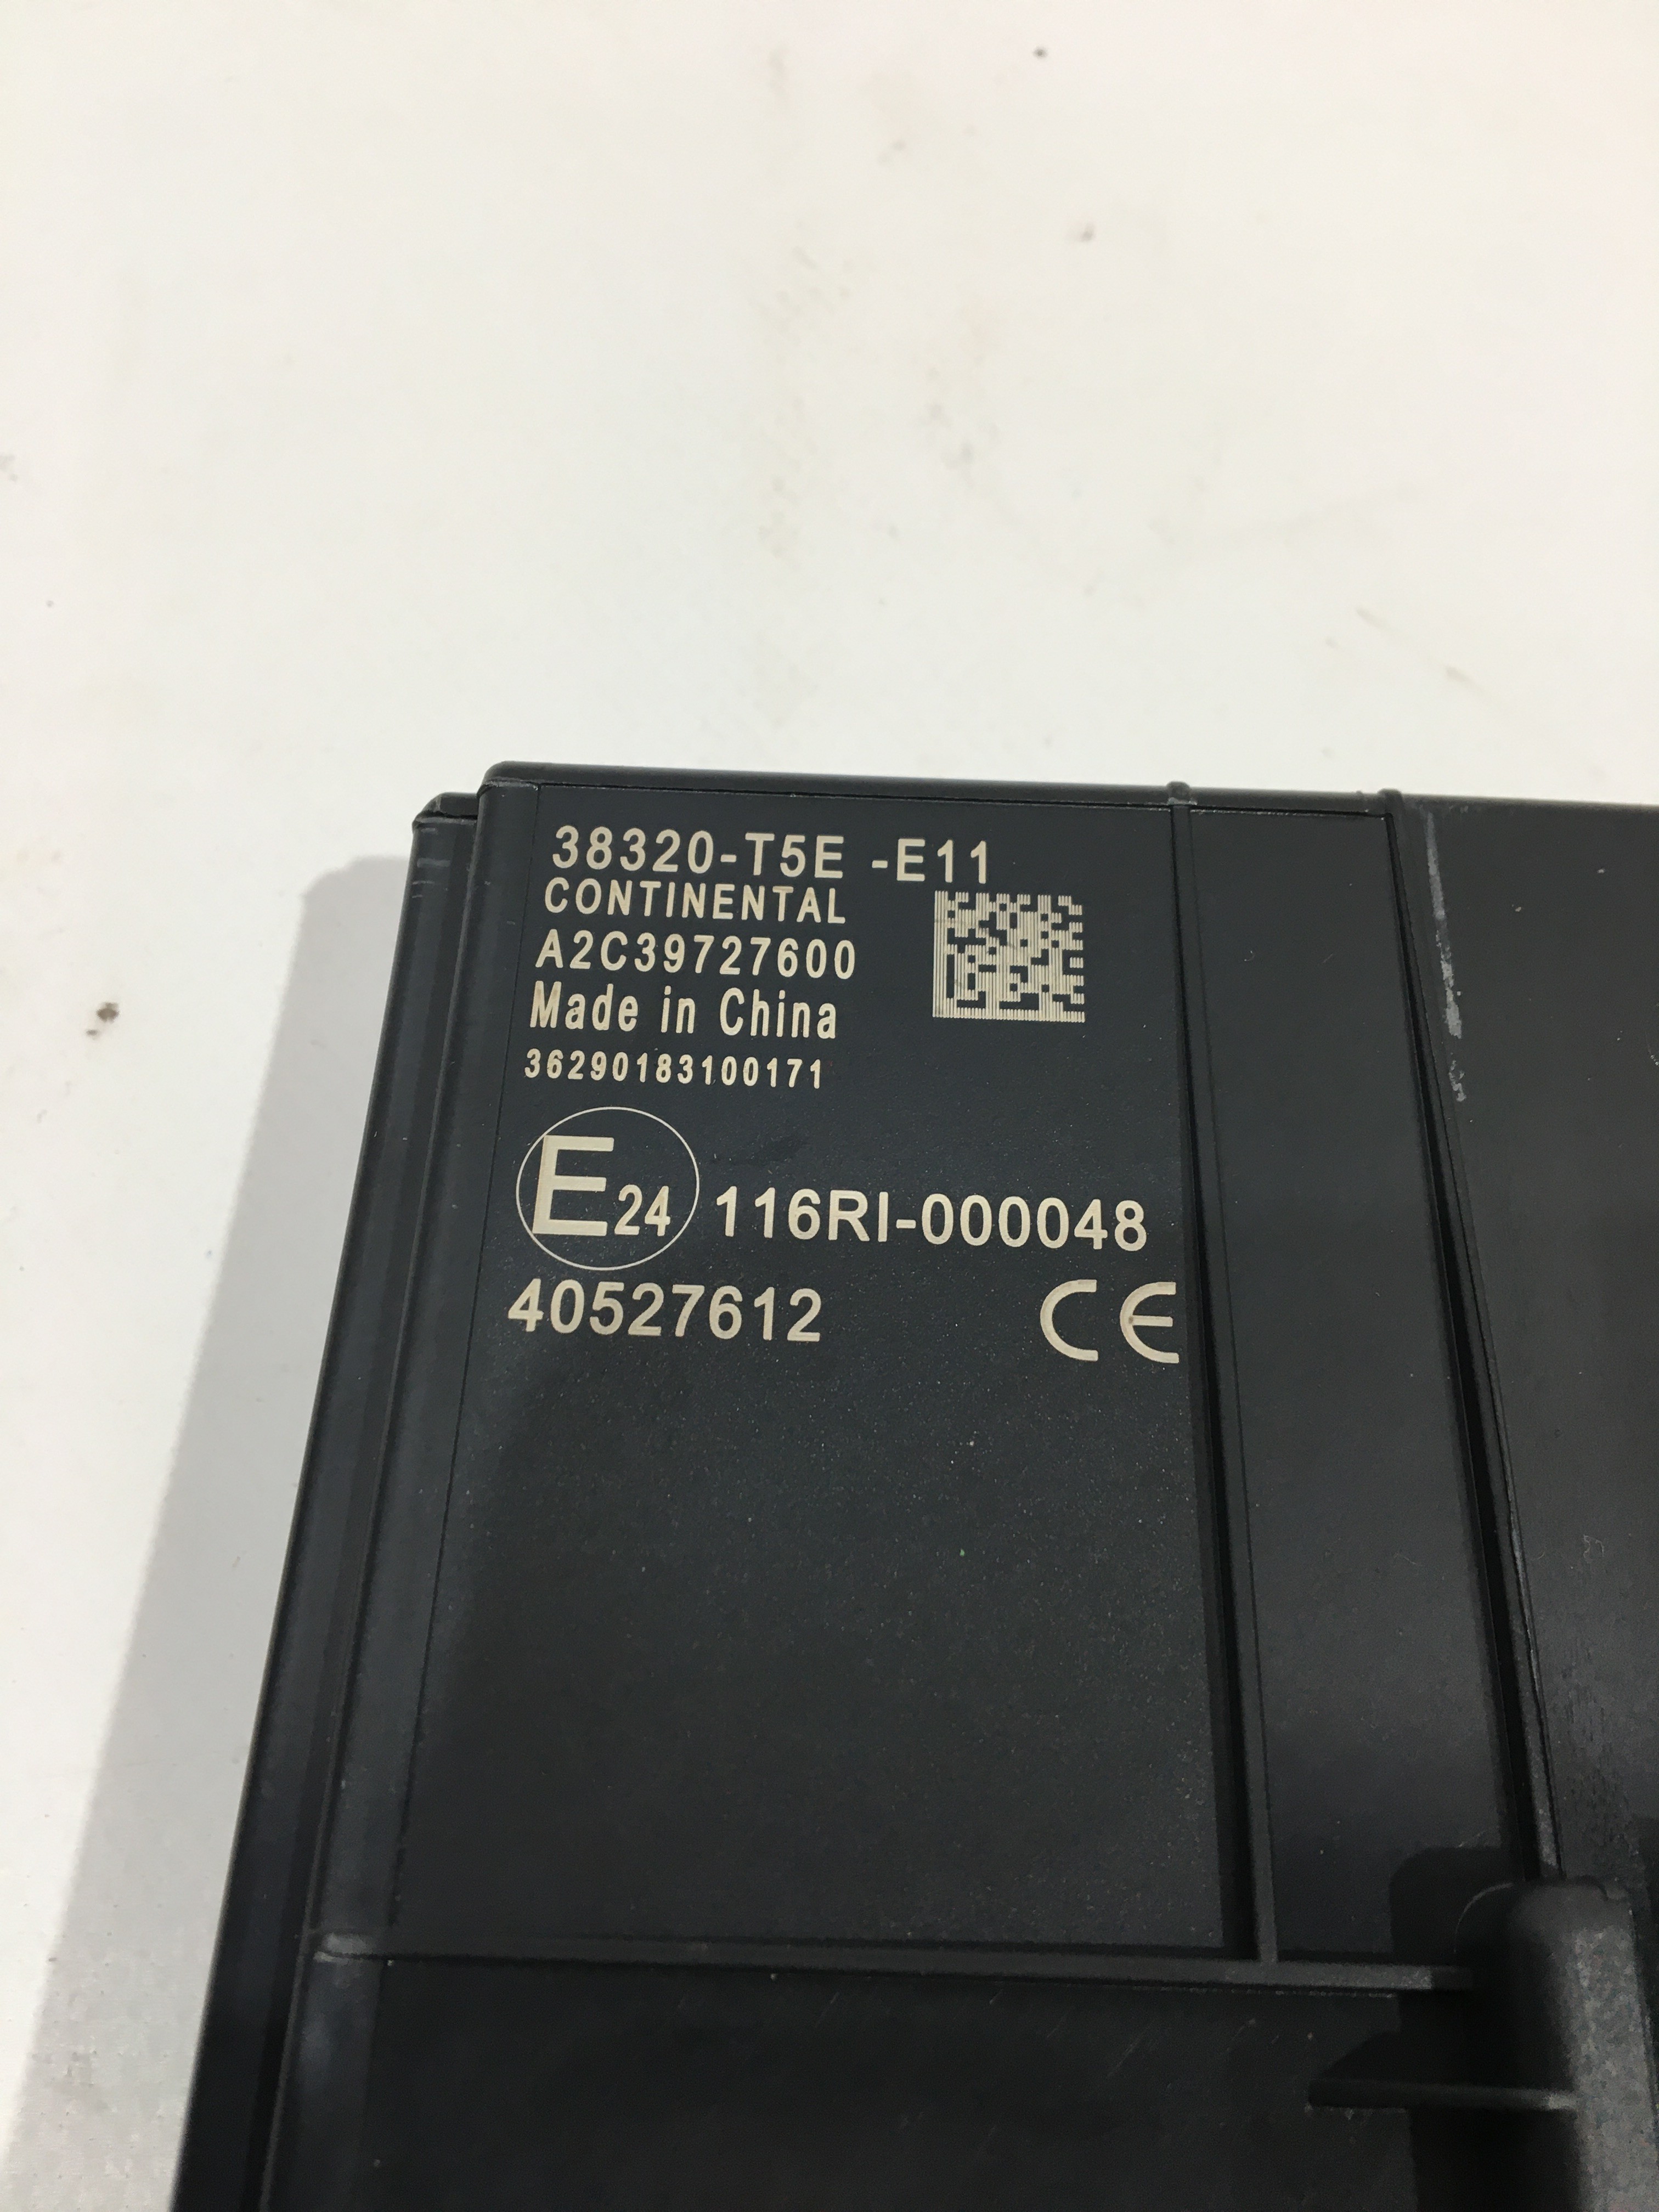 38320-T5E -E11
CONTINENTAL
A2C39727600
Made in China
36290183100171
E24 116RI-000048
40527612 CE